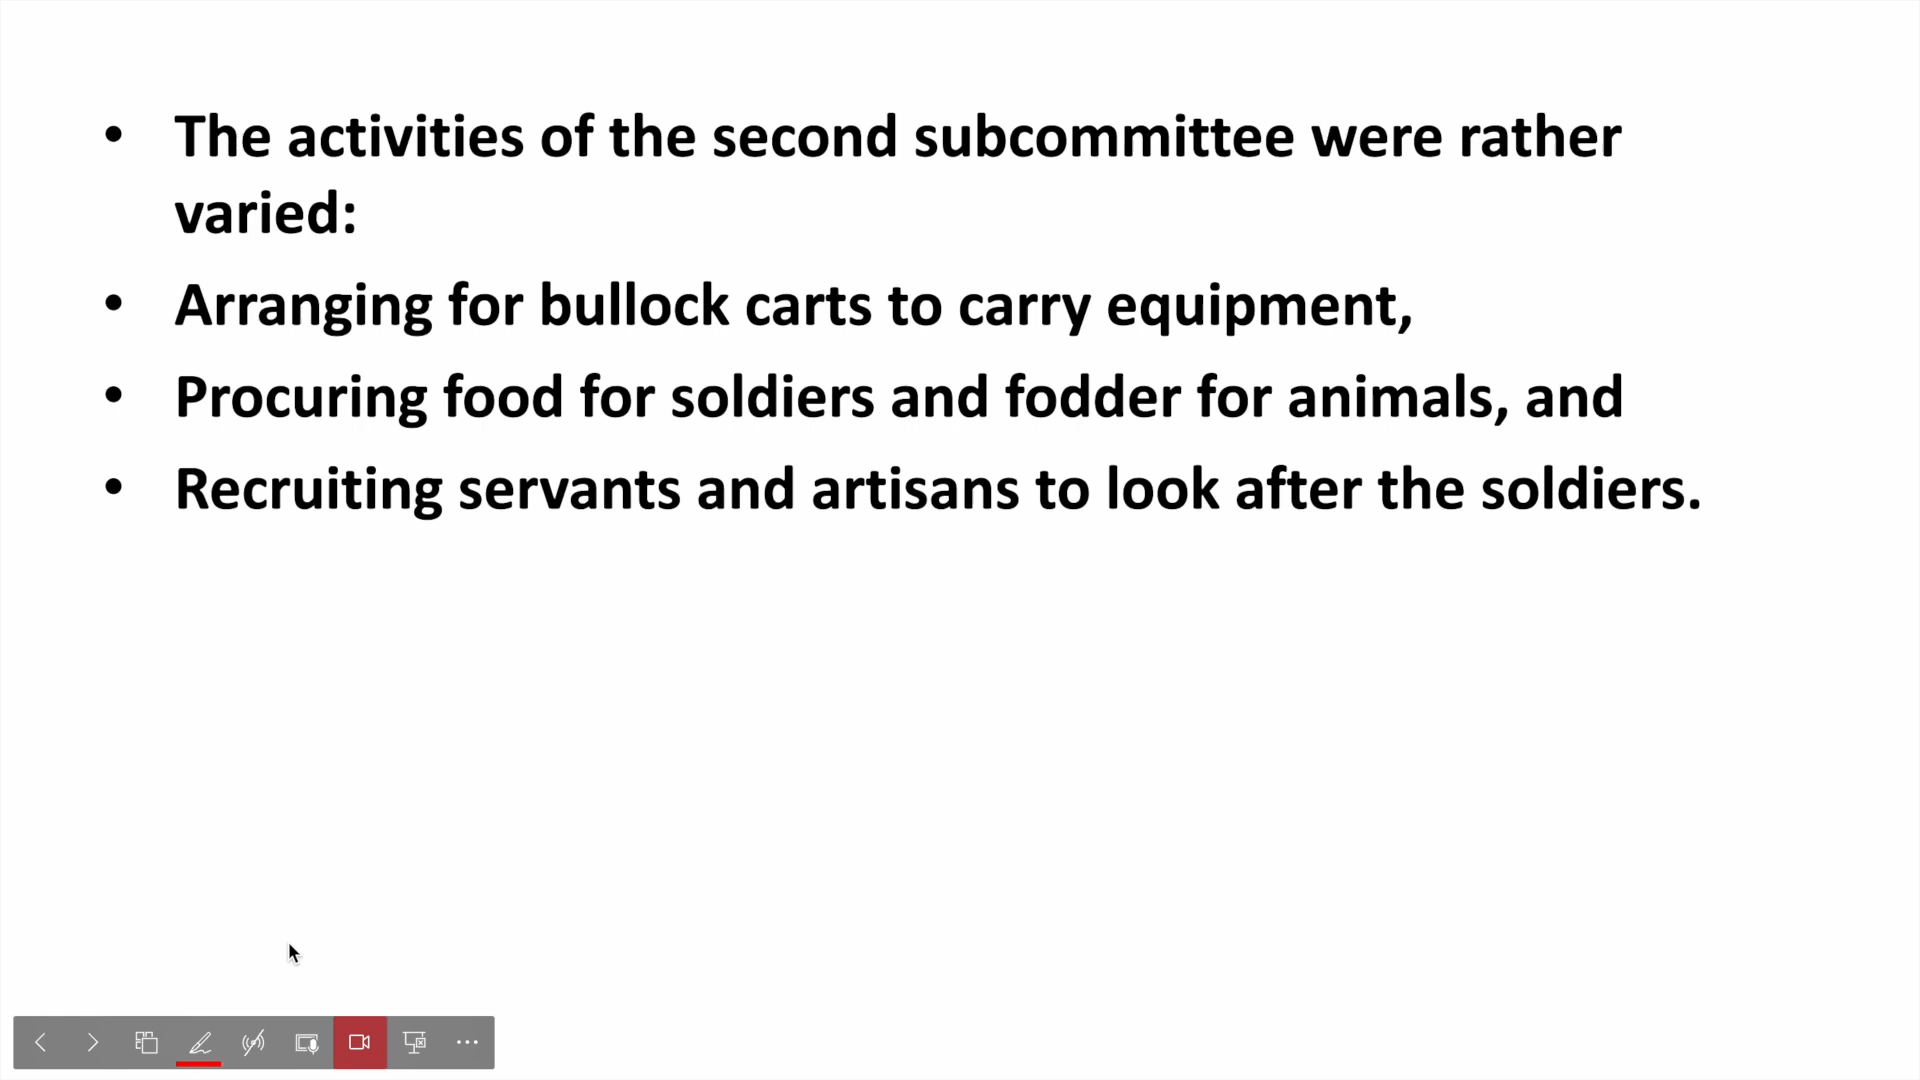 • The activities of the second subcommittee were rather
varied:
• Arranging for bullock carts to carry equipment,
• Procuring food for soldiers and fodder for animals, and
• Recruiting servants and artisans to look after the soldiers.